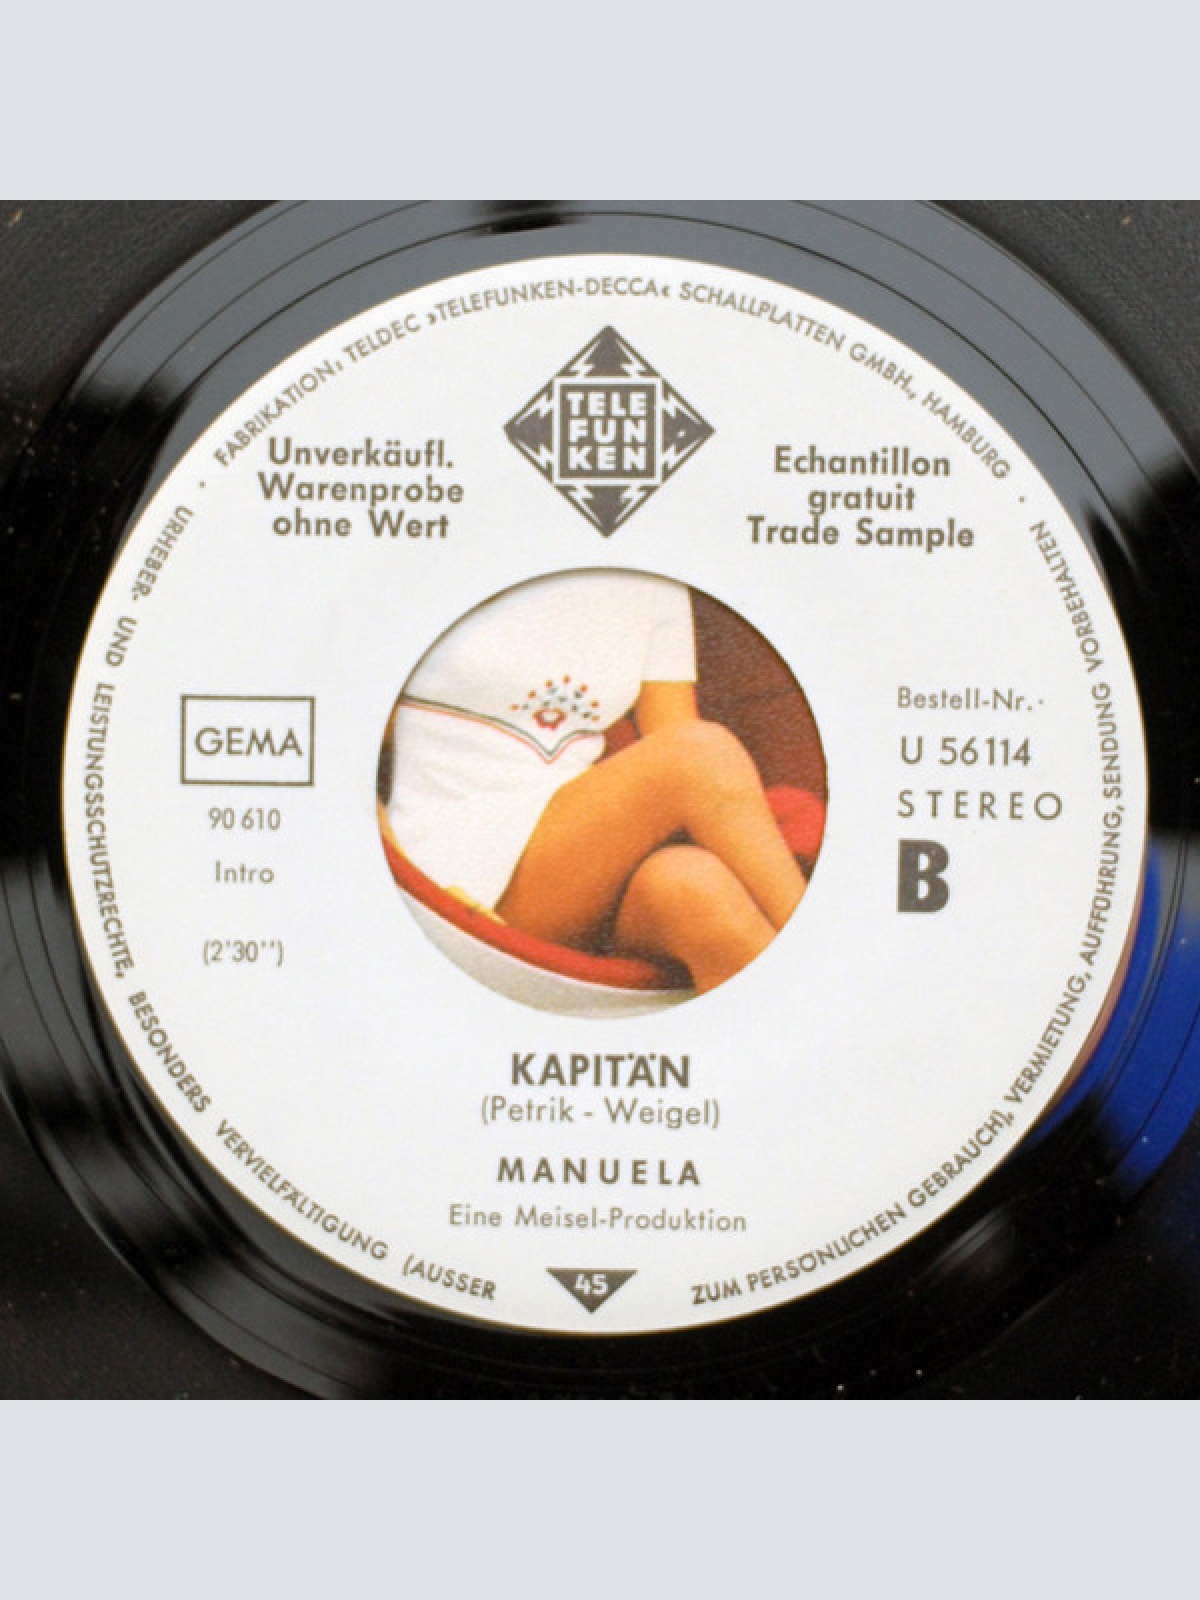 · FABRIKATION: TELDEC »TELEFUNKEN-DECCA« SCHALLPLATTEN GMBH., HAMBURG ·
TELE
FUN
KEN
Unverkäufl.
Warenprobe
ohne Wert
Echantillon
gratuit
Trade Sample
GEMA
90 610
Intro
(2'30'')
Bestell-Nr.·
U 56114
STEREO
B
KAPITÄN
(Petrik - Weigel)
MANUELA
Eine Meisel-Produktion
45
URHEBER- UND LEISTUNGSSCHUTZRECHTE, BESONDERS VERVIELFÄLTIGUNG (AUSSER ZUM PERSÖNLICHEN GEBRAUCH), VERMIETUNG, AUFFÜHRUNG, SENDUNG VORBEHALTEN